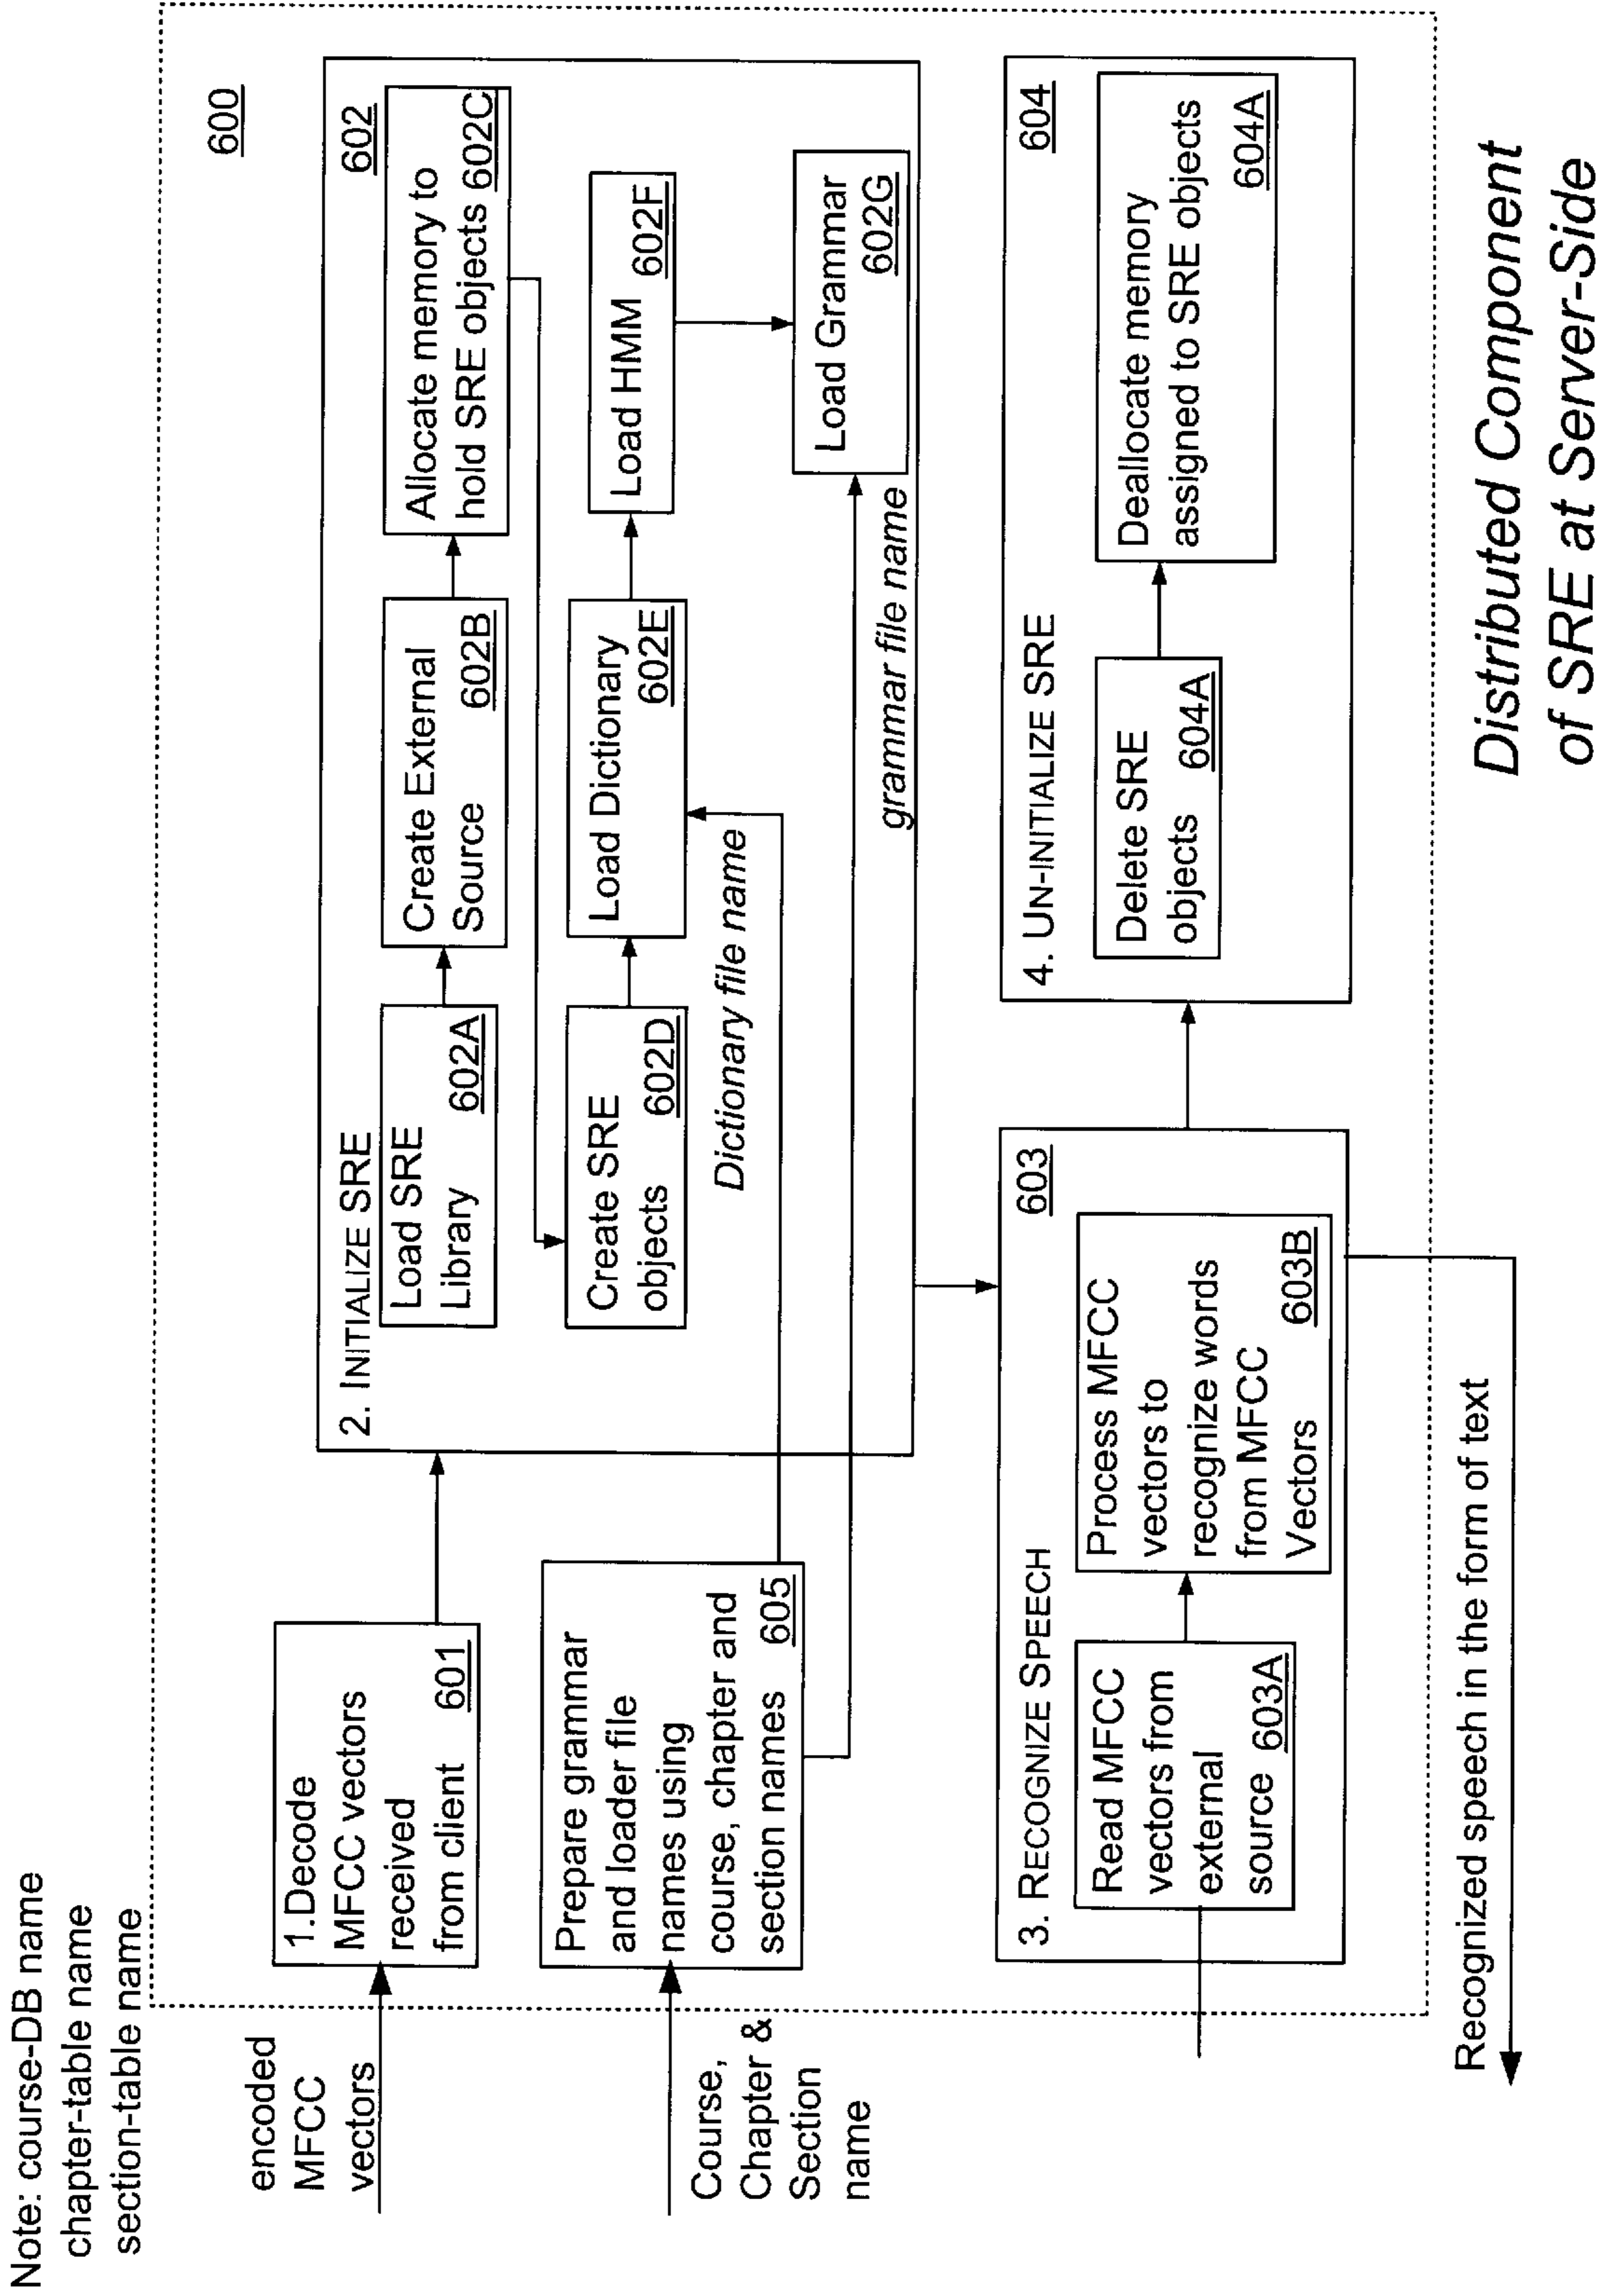 Note: course-DB name
chapter-table name
section-table name
600
encoded
MFCC
vectors
1.Decode
MFCC vectors
received
from client 601
2. INITIALIZE SRE
602
Load SRE
Library 602A
Create External
Source 602B
Allocate memory to
hold SRE objects 602C
Create SRE
objects 602D
Load Dictionary
602E
Load HMM
602F
Load Grammar
602G
Dictionary file name
grammar file name
Course,
Chapter &
Section
name
Prepare grammar
and loader file
names using
course, chapter and
section names 605
3. RECOGNIZE SPEECH
603
Read MFCC
vectors from
external
source 603A
Process MFCC
vectors to
recognize words
from MFCC
Vectors 603B
4. UN-INITIALIZE SRE
604
Delete SRE
objects 604A
Deallocate memory
assigned to SRE objects
604A
Recognized speech in the form of text
Distributed Component
of SRE at Server-Side